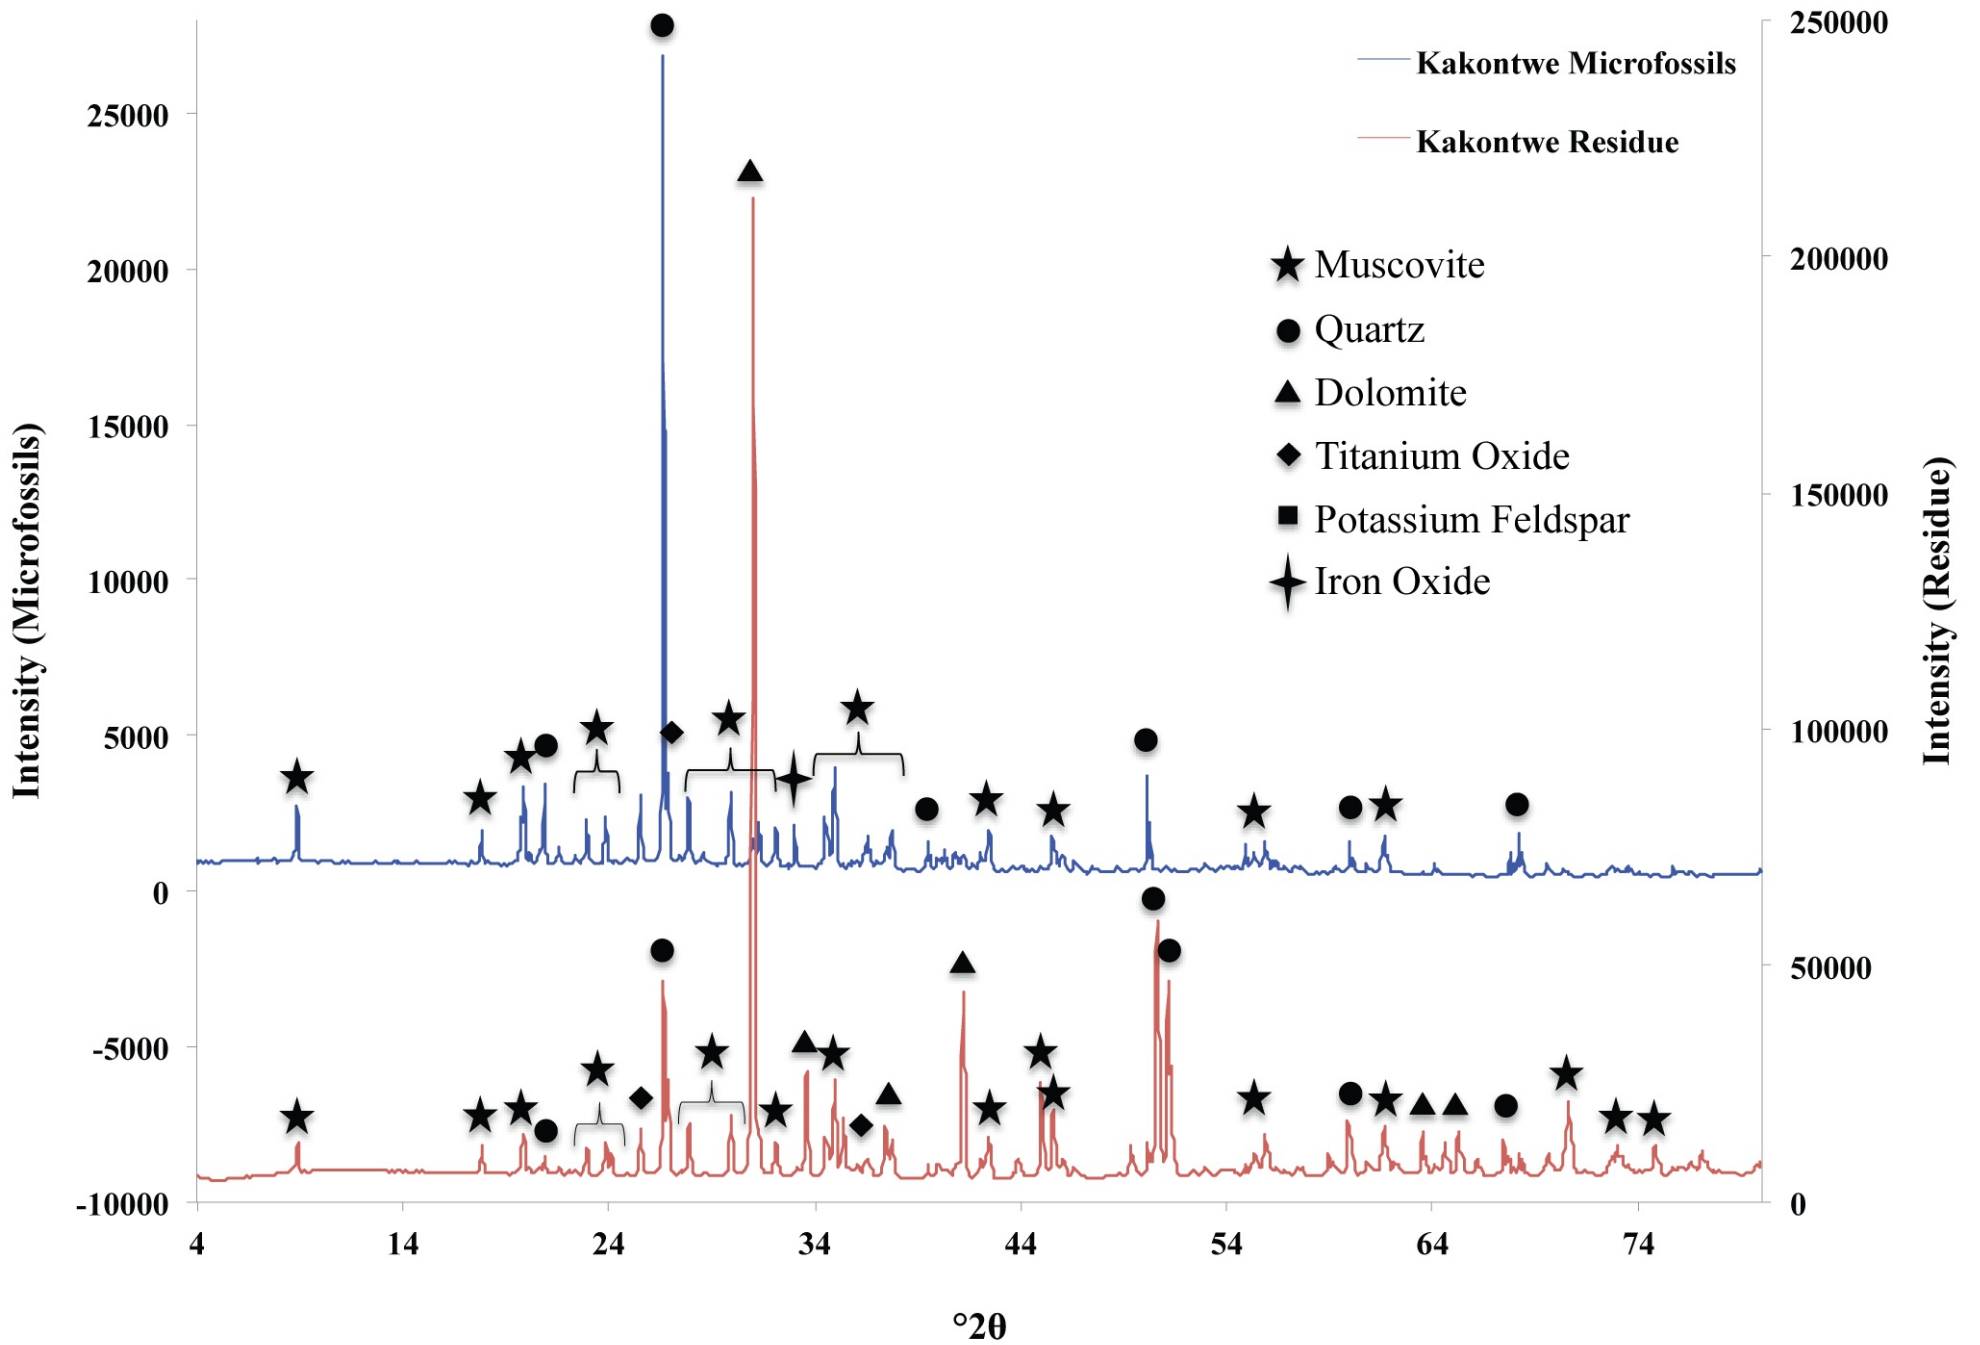 Kakontwe Microfossils
Kakontwe Residue
Muscovite
Quartz
Dolomite
Titanium Oxide
Potassium Feldspar
Iron Oxide
Intensity (Microfossils)
25000
20000
15000
10000
5000
0
-5000
-10000
250000
200000
150000
100000
50000
0
Intensity (Residue)
4 14 24 34 44 54 64 74
°2θ